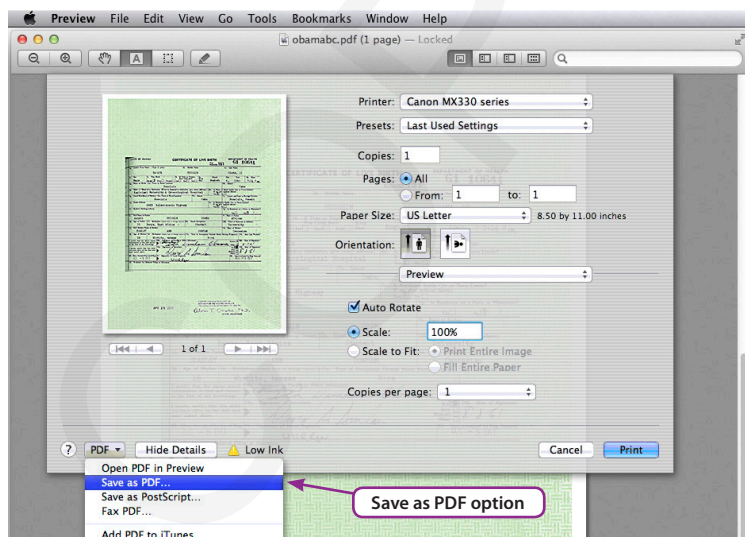 Preview File Edit View Go Tools Bookmarks Window Help
obamabc.pdf (1 page) — Locked
Printer: Canon MX330 series
Presets: Last Used Settings
Copies: 1
Pages: All
From: 1 to: 1
Paper Size: US Letter 8.50 by 11.00 inches
Orientation:
Preview
Auto Rotate
Scale: 100%
Scale to Fit: Print Entire Image
Fill Entire Paper
Copies per page: 1
CERTIFICATE OF LIVE BIRTH
1 of 1
? PDF Hide Details Low Ink Cancel Print
Open PDF in Preview
Save as PDF...
Save as PostScript...
Fax PDF...
Add PDF to iTunes
Save as PDF option